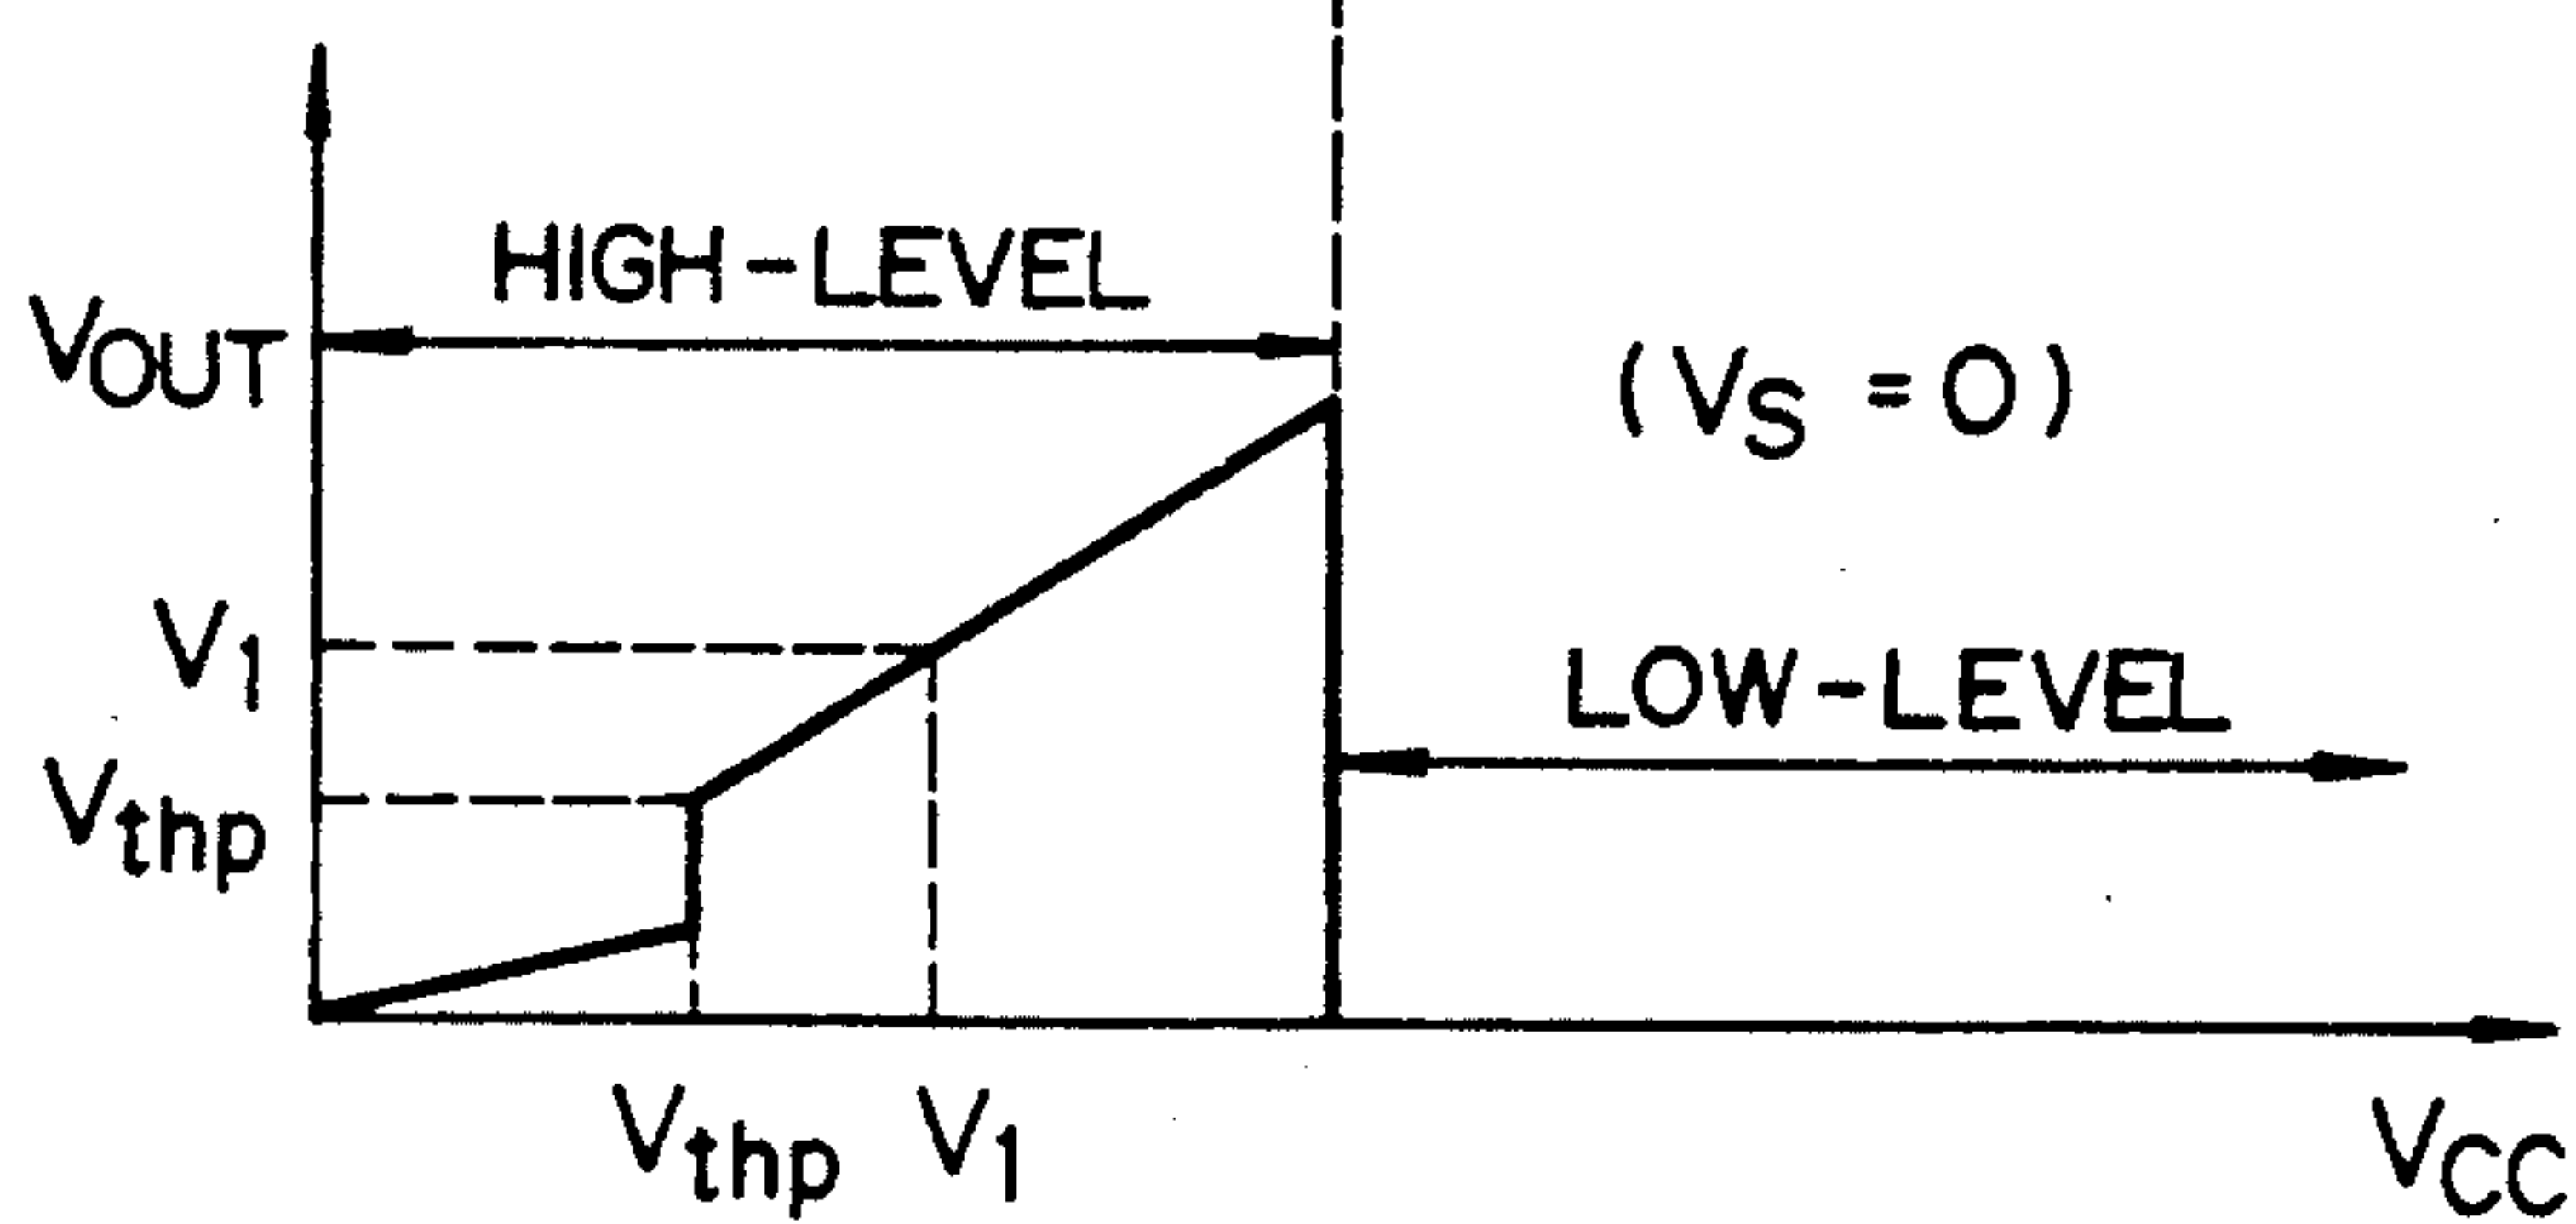 HIGH-LEVEL
VOUT
(VS = 0)
V1
LOW-LEVEL
Vthp
Vthp V1
VCC